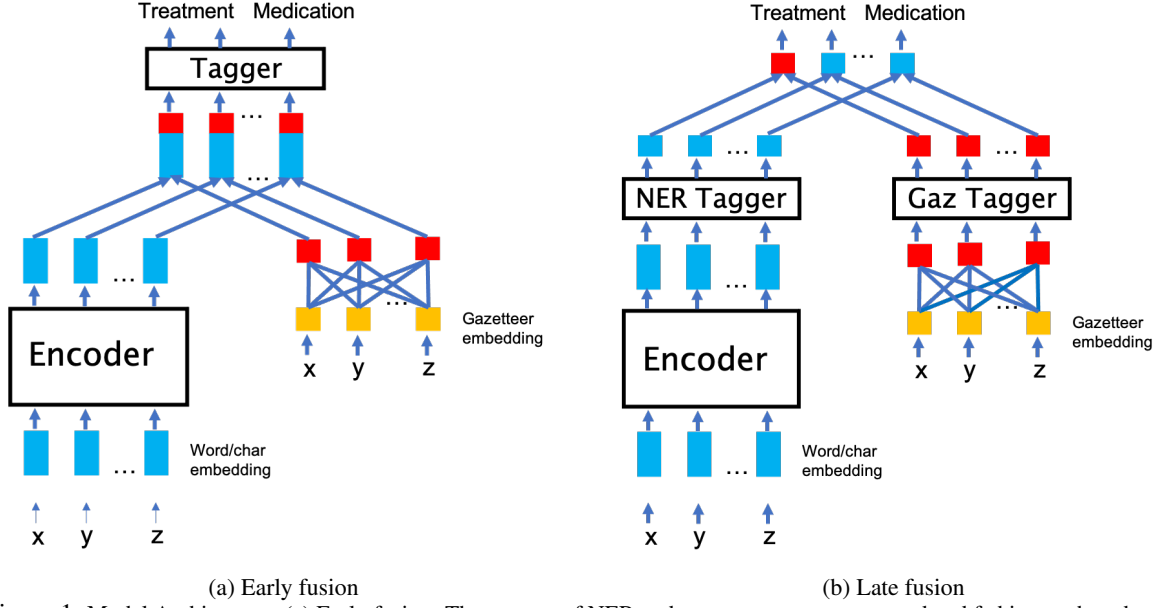 Treatment Medication
Tagger
...
...
...
...
Encoder
Gazetteer
embedding
x y z
Word/char
embedding
...
x y z
(a) Early fusion
Treatment Medication
...
...
...
NER Tagger
Gaz Tagger
...
...
Encoder
Gazetteer
embedding
x y z
Word/char
embedding
...
x y z
(b) Late fusion